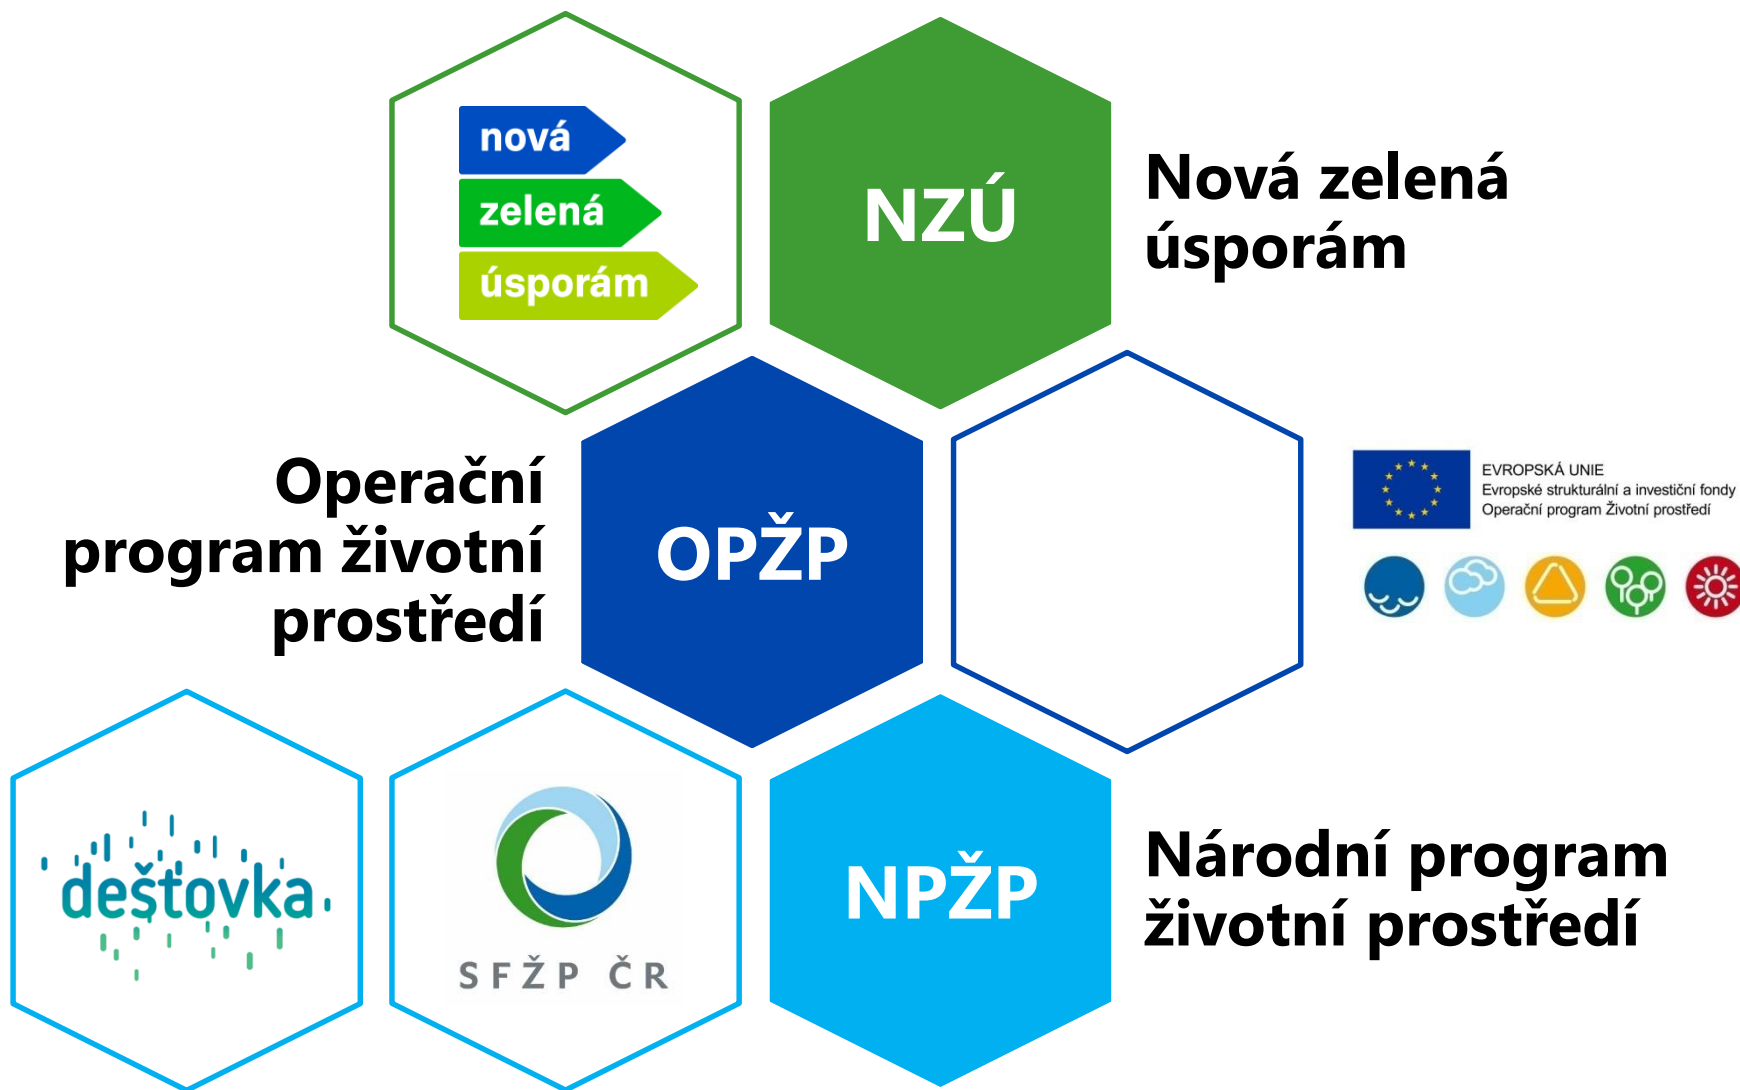 nová
zelená
úsporám
NZÚ
Nová zelená
úsporám
Operační
program životní
prostředí
OPŽP
EVROPSKÁ UNIE
Evropské strukturální a investiční fondy
Operační program Životní prostředí
dešťovka
SFŽP ČR
NPŽP
Národní program
životní prostředí